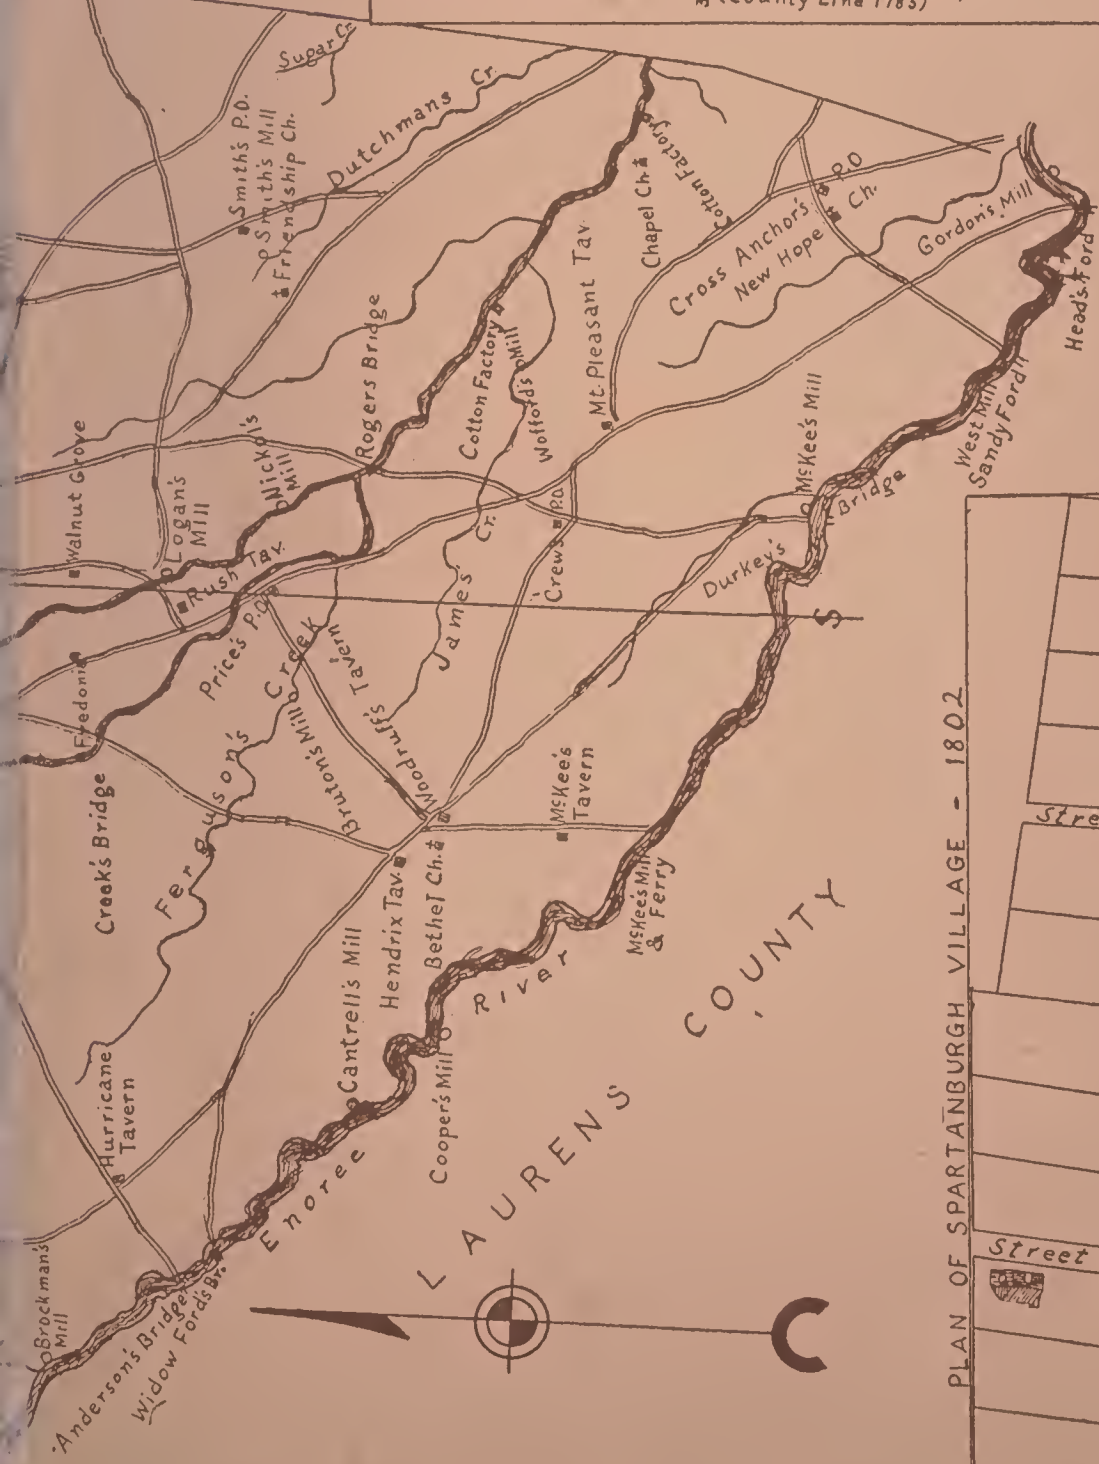 (County Line 1785)
Sugar Cr.
Dutchmans Cr.
Smith's P.O.
Smith's Mill
Friendship Ch.
Cotton Factory
Chapel Ch.
P.O
Cross Anchor's
New Hope Ch.
Gordon's Mill
Head's Ford
Mt. Pleasant Tav.
Rogers Bridge
Cotton Factory
Wofford's Mill
Walnut Grove
Nickol's
Mill
Logan's
Mill
Rush Tav.
McKee's Mill
Bridge
West Mill
Sandy Ford
Crews P.O.
Durkey's
James' Cr.
S
Fredonia
Price's P.O.
Creek's Bridge
Ferguson's Creek
Bruton's Mill
Woodruff's Tavern
McKee's
Tavern
McKee's Mill
& Ferry
Hendrix Tav.
Bethel Ch.
Cantrell's Mill
Cooper's Mill
Enoree River
Hurricane
Tavern
Brockman's
Mill
Anderson's Bridge
Widow Ford's Br.
LAURENS COUNTY
C
PLAN OF SPARTANBURGH VILLAGE - 1802
Stre
Street